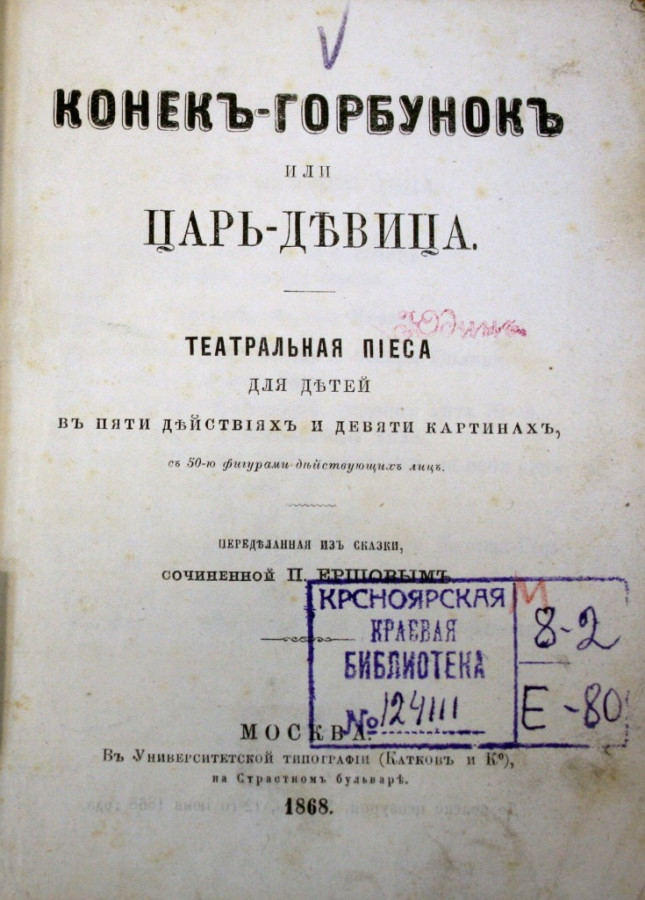 V
КОНЕКЪ-ГОРБУНОКЪ
ИЛИ
ЦАРЬ-ДѢВИЦА.
ТЕАТРАЛЬНАЯ ПІЕСА
ДЛЯ ДѢТЕЙ
ВЪ ПЯТИ ДѢЙСТВІЯХЪ И ДЕВЯТИ КАРТИНАХЪ,
съ 50-ю фигурами дѣйствующихъ лицъ.
ПЕРЕДѢЛАННАЯ ИЗЪ СКАЗКИ,
СОЧИНЕННОЙ П. ЕРШОВЫМЪ.
КРСНОЯРСКАЯ
КРАЕВАЯ
БИБЛИОТЕКА
№ 124111
М
8-2
Е-80
МОСКВА.
Въ Университетской типографіи (Катковъ и Ко),
на Страстномъ бульварѣ.
1868.